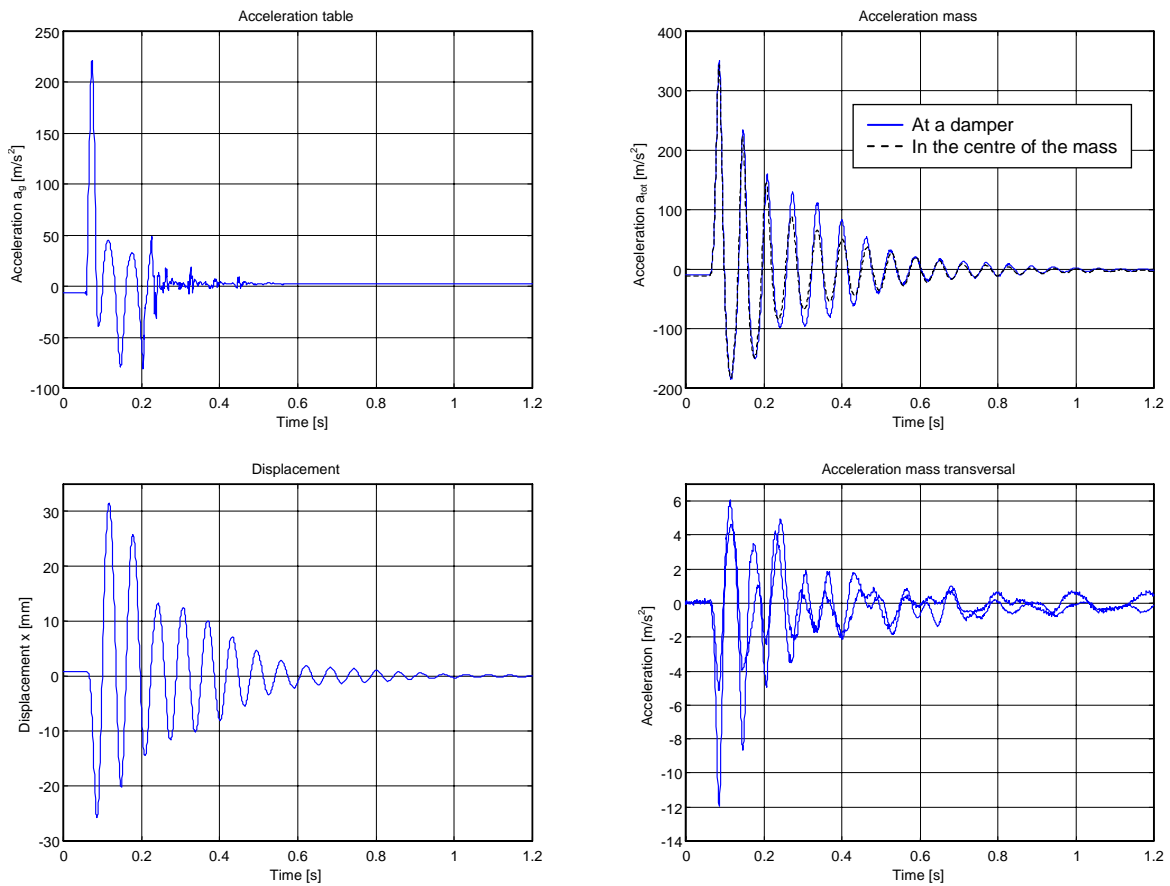 Acceleration table
250
200
150
100
50
0
-50
-100
Acceleration a_g [m/s²]
0 0.2 0.4 0.6 0.8 1 1.2
Time [s]
Acceleration mass
400
300
200
100
0
-100
-200
Acceleration a_tot [m/s²]
At a damper
In the centre of the mass
0 0.2 0.4 0.6 0.8 1 1.2
Time [s]
Displacement
30
20
10
0
-10
-20
-30
Displacement x [mm]
0 0.2 0.4 0.6 0.8 1 1.2
Time [s]
Acceleration mass transversal
6
4
2
0
-2
-4
-6
-8
-10
-12
-14
Acceleration [m/s²]
0 0.2 0.4 0.6 0.8 1 1.2
Time [s]